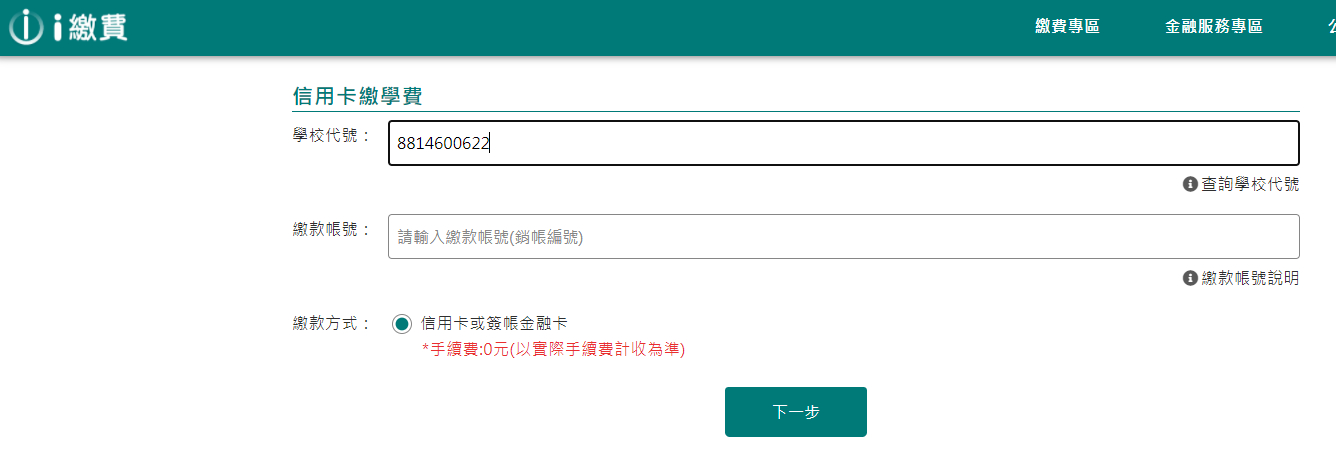 i繳費
繳費專區 金融服務專區
信用卡繳學費
學校代號：
8814600622
查詢學校代號
繳款帳號：
請輸入繳款帳號(銷帳編號)
繳款帳號說明
繳款方式：
信用卡或簽帳金融卡
*手續費:0元(以實際手續費計收為準)
下一步